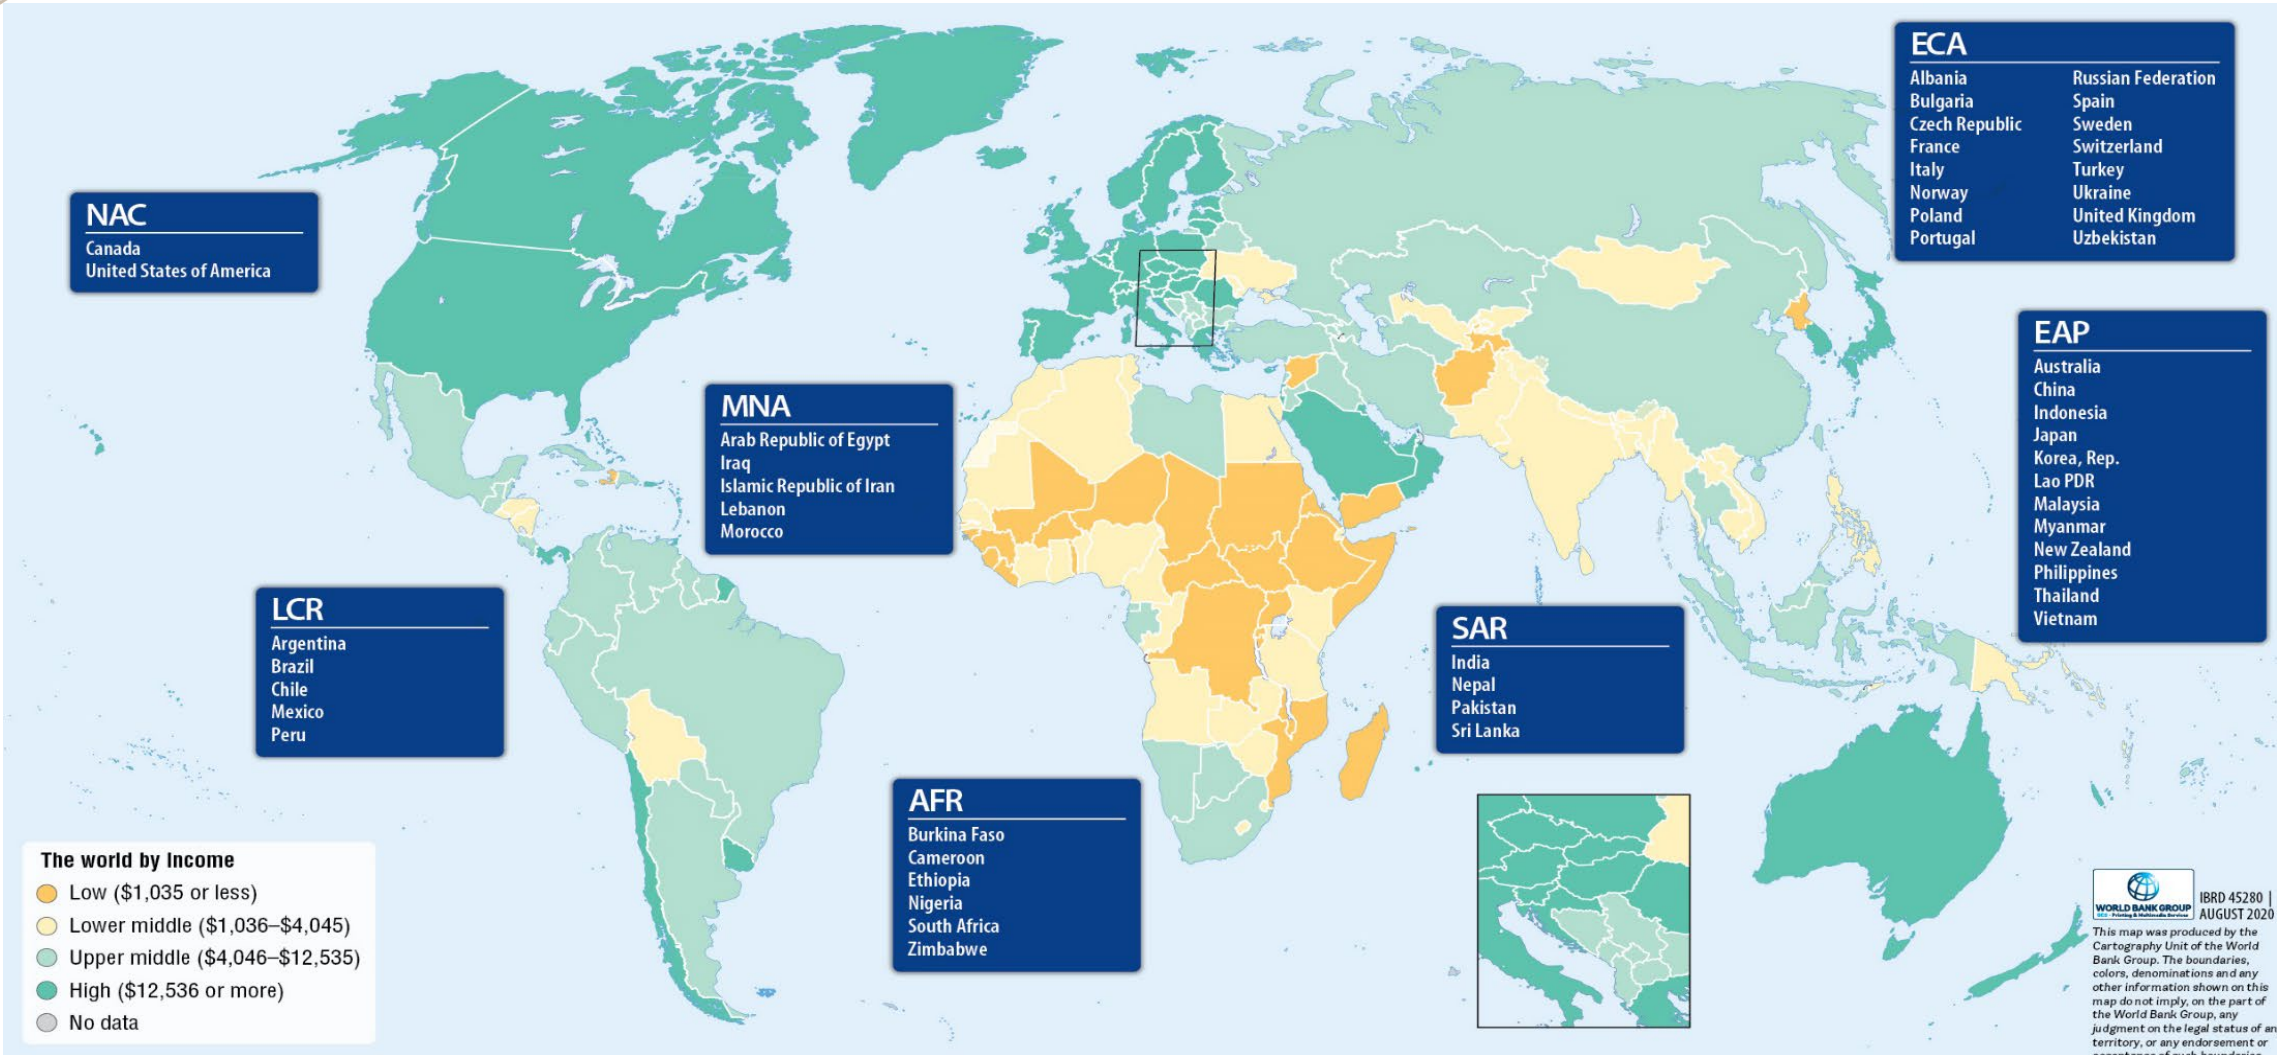 ECA
Albania
Bulgaria
Czech Republic
France
Italy
Norway
Poland
Portugal
Russian Federation
Spain
Sweden
Switzerland
Turkey
Ukraine
United Kingdom
Uzbekistan
NAC
Canada
United States of America
EAP
Australia
China
Indonesia
Japan
Korea, Rep.
Lao PDR
Malaysia
Myanmar
New Zealand
Philippines
Thailand
Vietnam
MNA
Arab Republic of Egypt
Iraq
Islamic Republic of Iran
Lebanon
Morocco
LCR
Argentina
Brazil
Chile
Mexico
Peru
SAR
India
Nepal
Pakistan
Sri Lanka
AFR
Burkina Faso
Cameroon
Ethiopia
Nigeria
South Africa
Zimbabwe
The world by Income
Low ($1,035 or less)
Lower middle ($1,036–$4,045)
Upper middle ($4,046–$12,535)
High ($12,536 or more)
No data
WORLD BANK GROUP
IBRD 45280 |
AUGUST 2020
This map was produced by the
Cartography Unit of the World
Bank Group. The boundaries,
colors, denominations and any
other information shown on this
map do not imply, on the part of
the World Bank Group, any
judgment on the legal status of an
territory, or any endorsement or